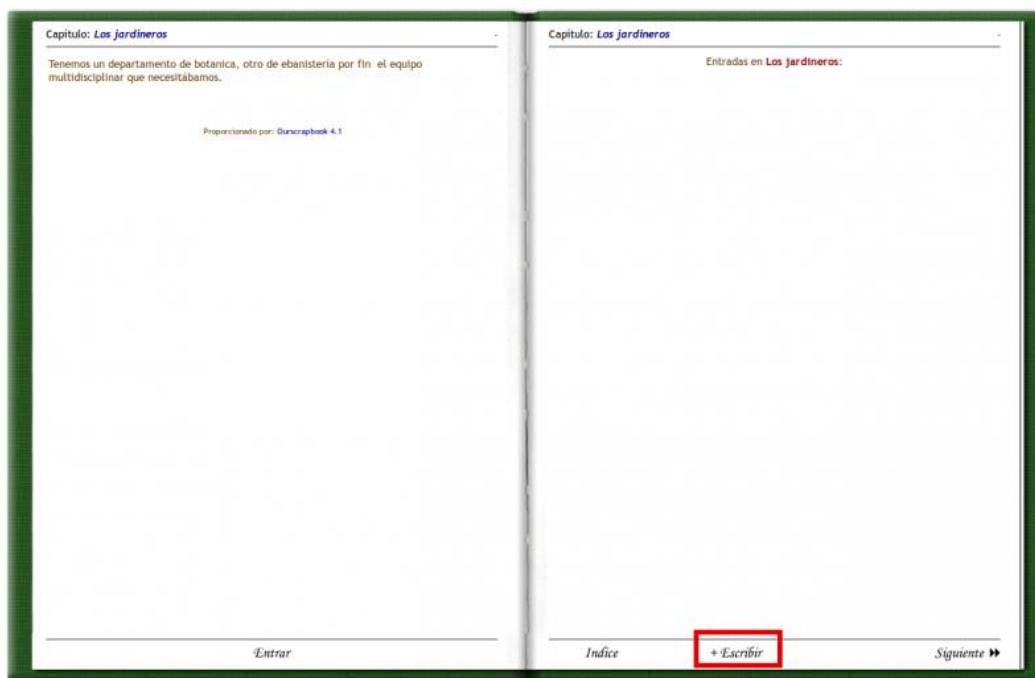 Capítulo: Los jardineros -
Tenemos un departamento de botanica, otro de ebanistería por fin el equipo
multidisciplinar que necesitábamos.
Proporcionado por: Ourscrapbook 4.1
Entrar
Capítulo: Los jardineros -
Entradas en Los jardineros:
Indice + Escribir Siguiente